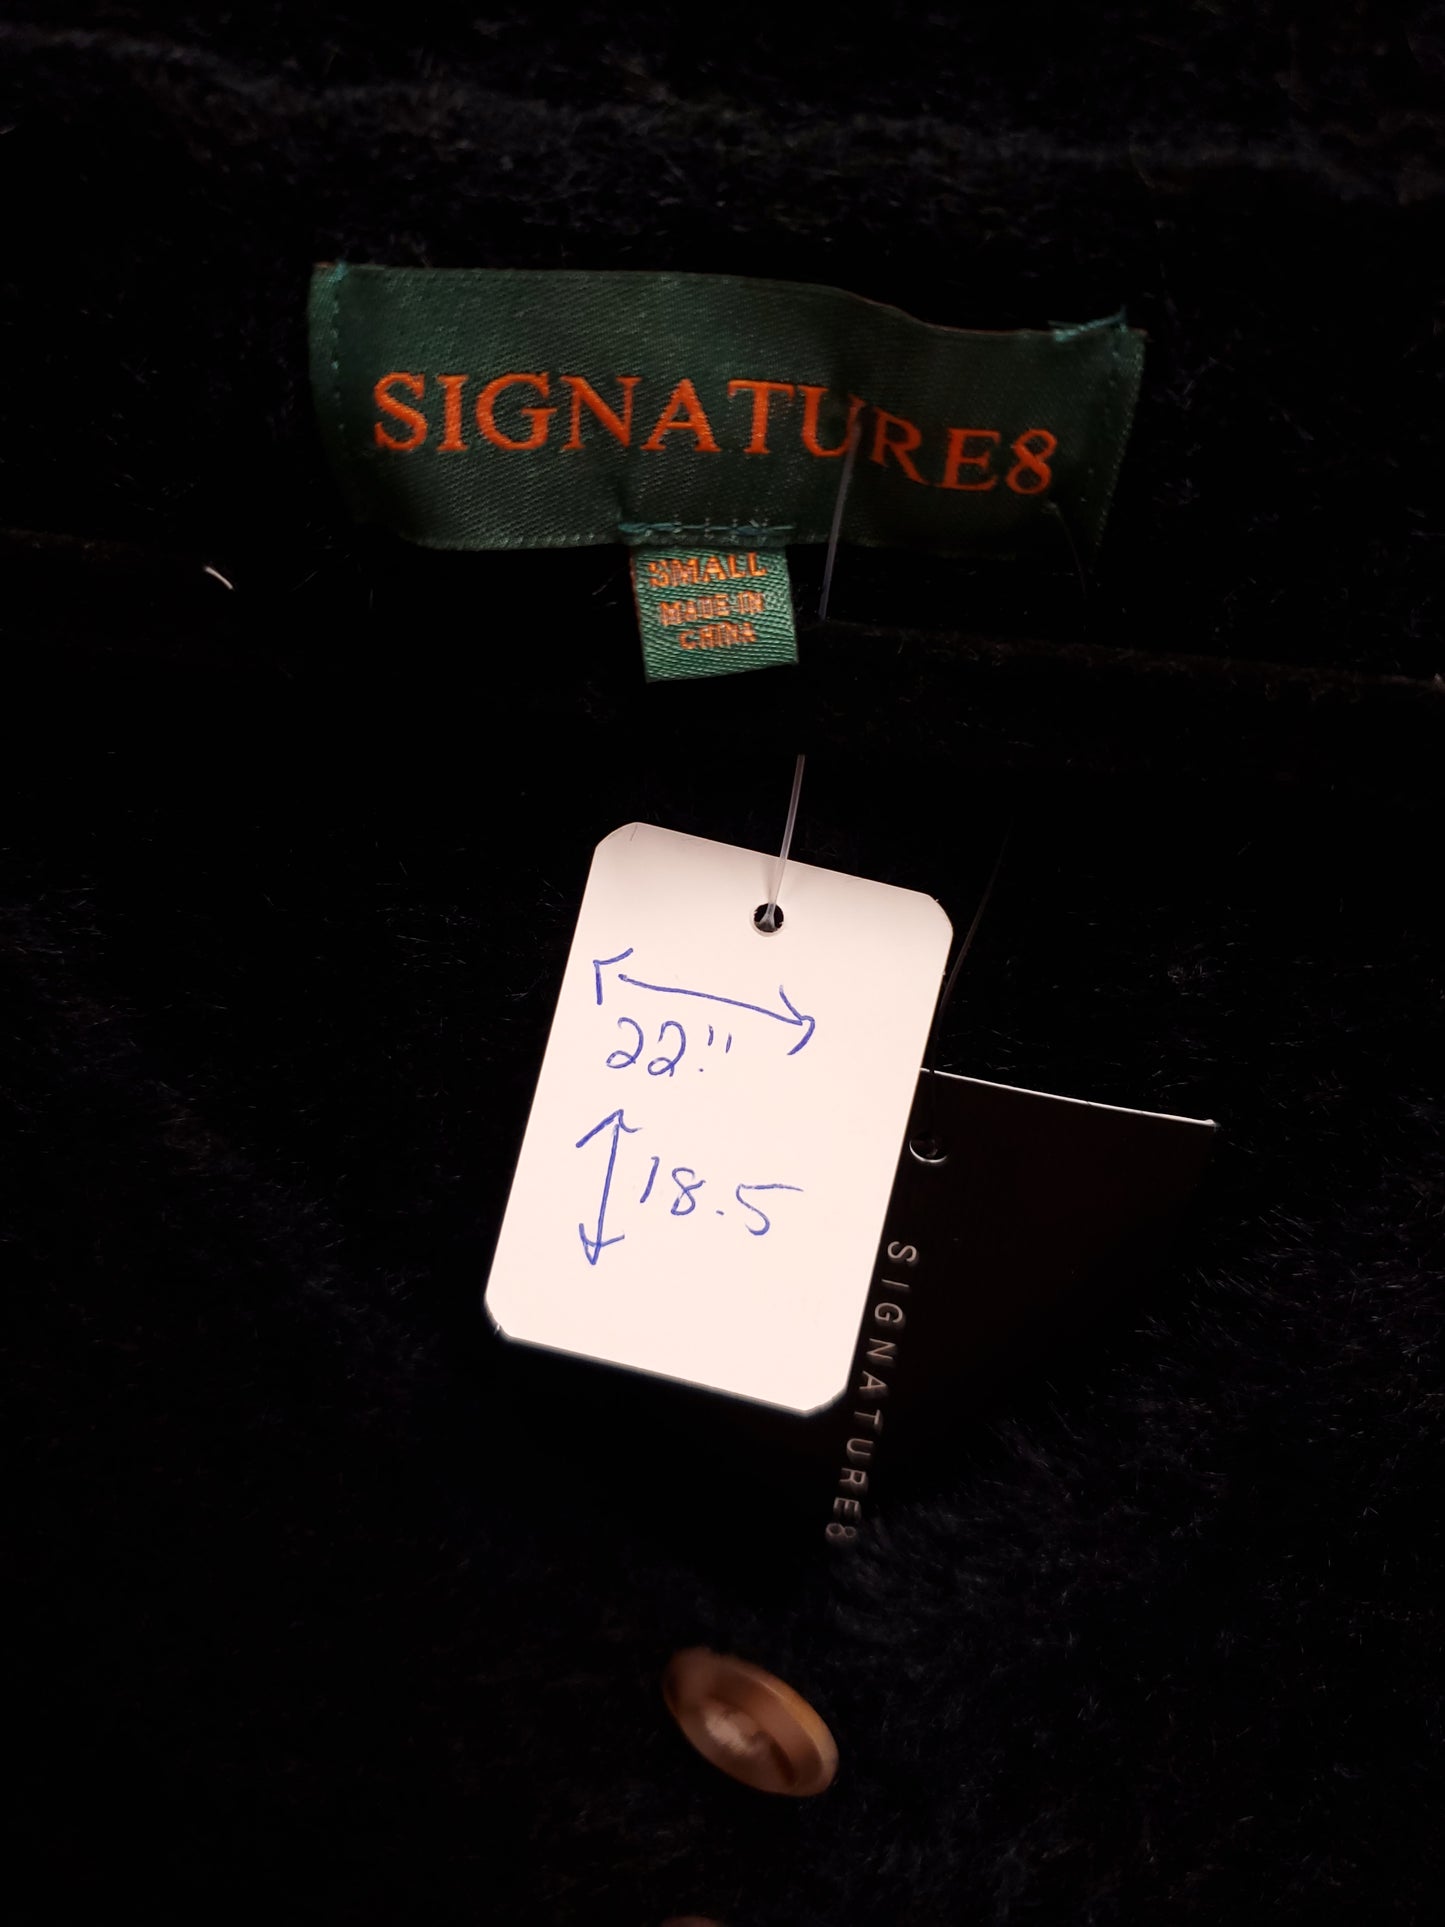 SIGNATURE8
SMALL
MADE IN
CHINA
22"
18.5
SIGNATURE8